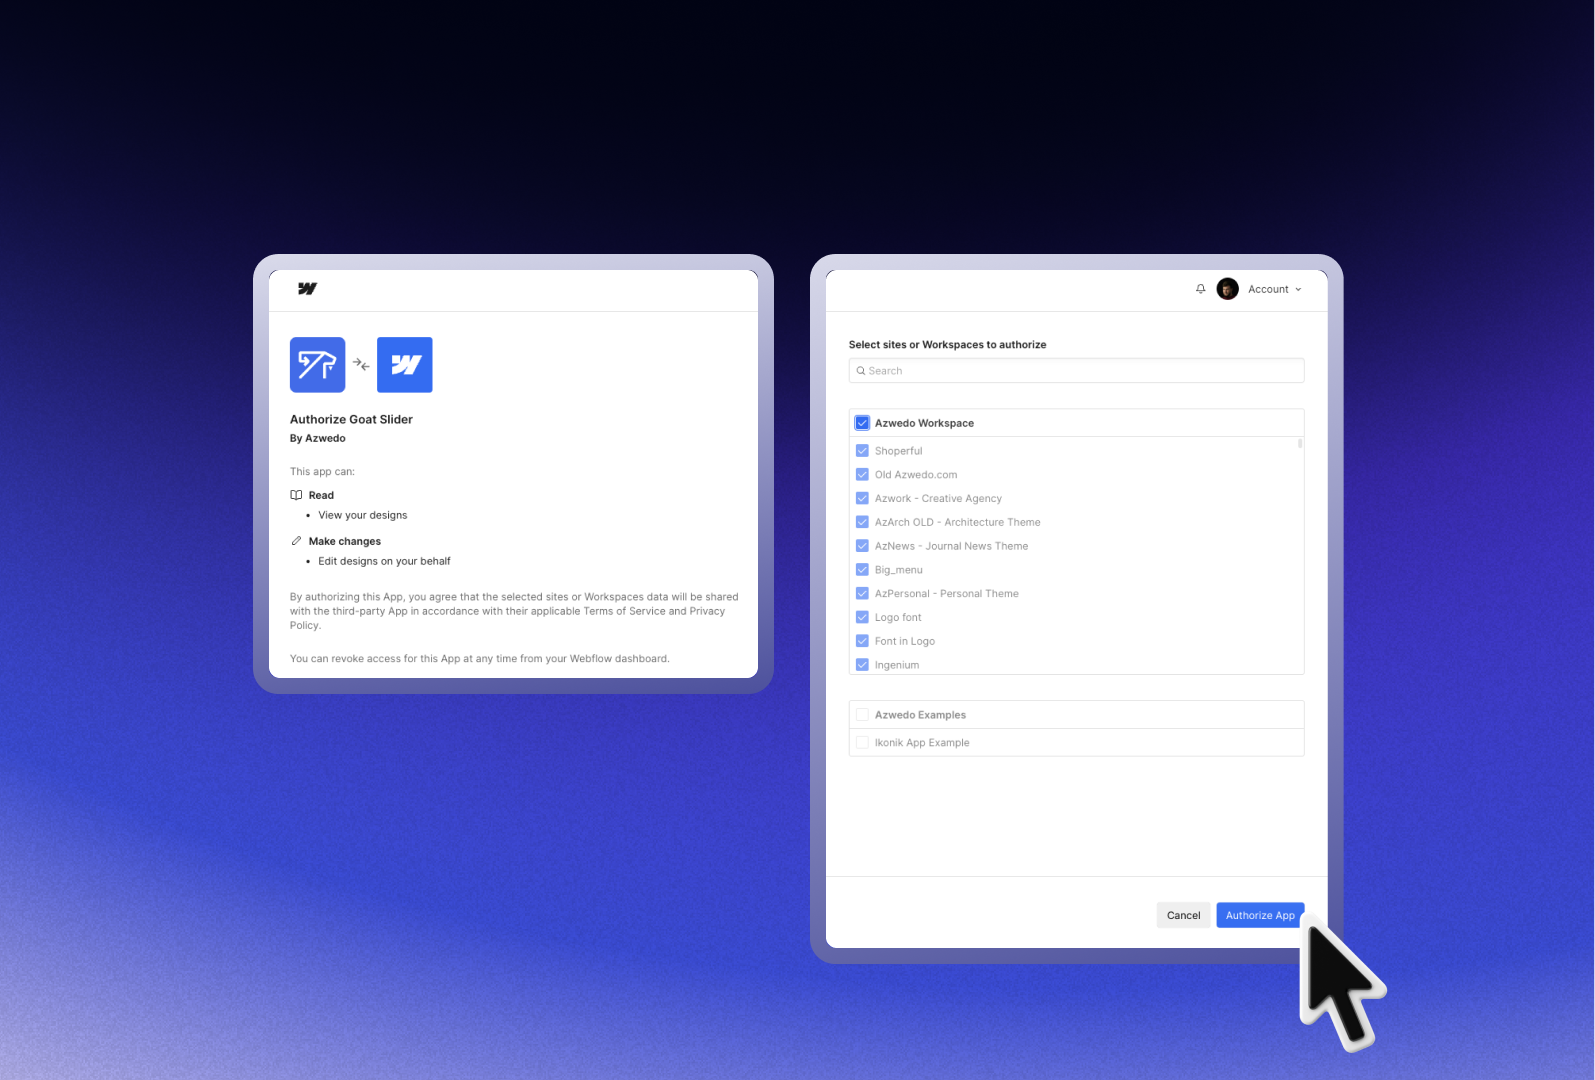 Authorize Goat Slider
By Azwedo
This app can:
Read
• View your designs
Make changes
• Edit designs on your behalf
By authorizing this App, you agree that the selected sites or Workspaces data will be shared
with the third-party App in accordance with their applicable Terms of Service and Privacy
Policy.
You can revoke access for this App at any time from your Webflow dashboard.
Account
Select sites or Workspaces to authorize
Search
Azwedo Workspace
Shoperful
Old Azwedo.com
Azwork - Creative Agency
AzArch OLD - Architecture Theme
AzNews - Journal News Theme
Big_menu
AzPersonal - Personal Theme
Logo font
Font in Logo
Ingenium
Azwedo Examples
Ikonik App Example
Cancel
Authorize App